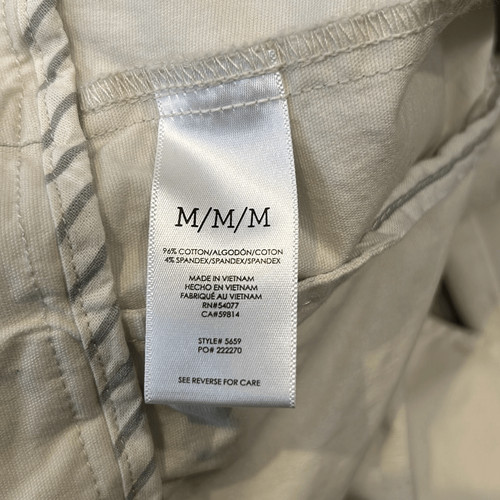 M/M/M
96% COTTON/ALGODÓN/COTON
4% SPANDEX/SPANDEX/SPANDEX
MADE IN VIETNAM
HECHO EN VIETNAM
FABRIQUÉ AU VIETNAM
RN#54077
CA#59814
STYLE# 5659
PO# 222270
SEE REVERSE FOR CARE